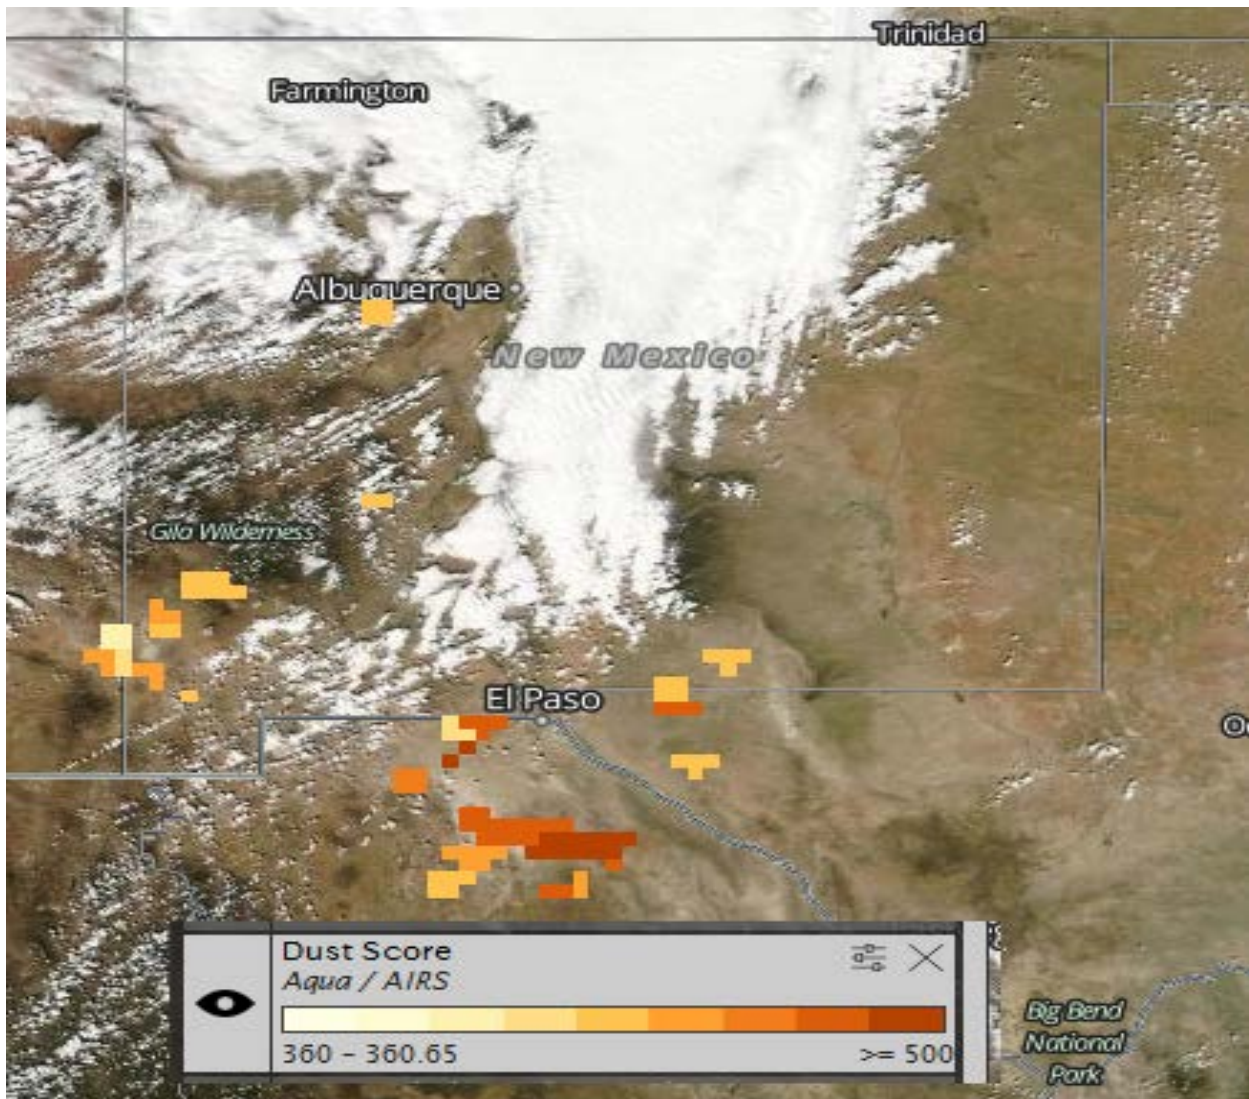 Trinidad
Farmington
Albuquerque
New Mexico
Gila Wilderness
El Paso
Dust Score
Aqua / AIRS
360 - 360.65
>= 500
Big Bend
National
Park